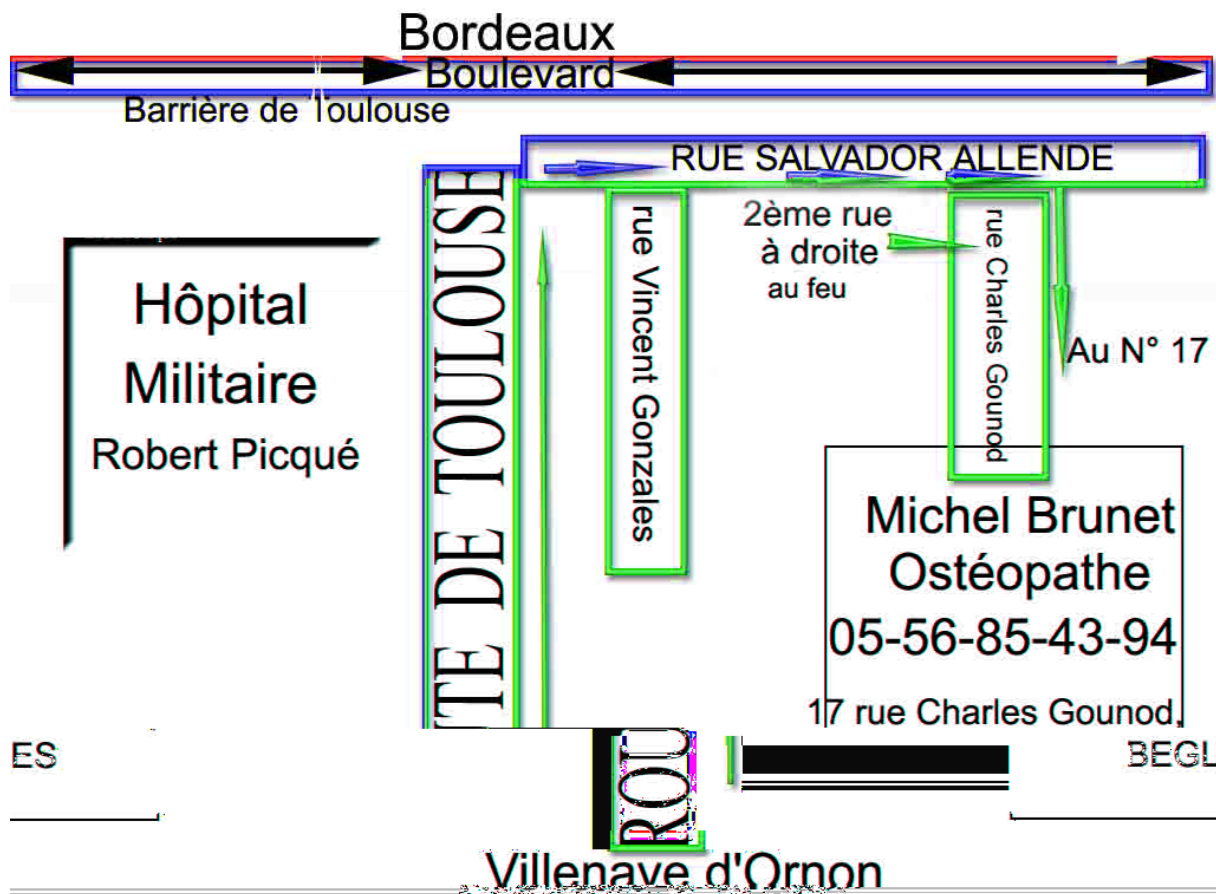 Bordeaux
Boulevard
Barrière de Toulouse
RUE SALVADOR ALLENDE
2ème rue
à droite
au feu
rue Vincent Gonzales
rue Charles Gounod
Au N° 17
Hôpital
Militaire
Robert Picqué
ROU
TE DE TOULOUSE
Michel Brunet
Ostéopathe
05-56-85-43-94
17 rue Charles Gounod,
ES
BEGL
Villenave d'Ornon